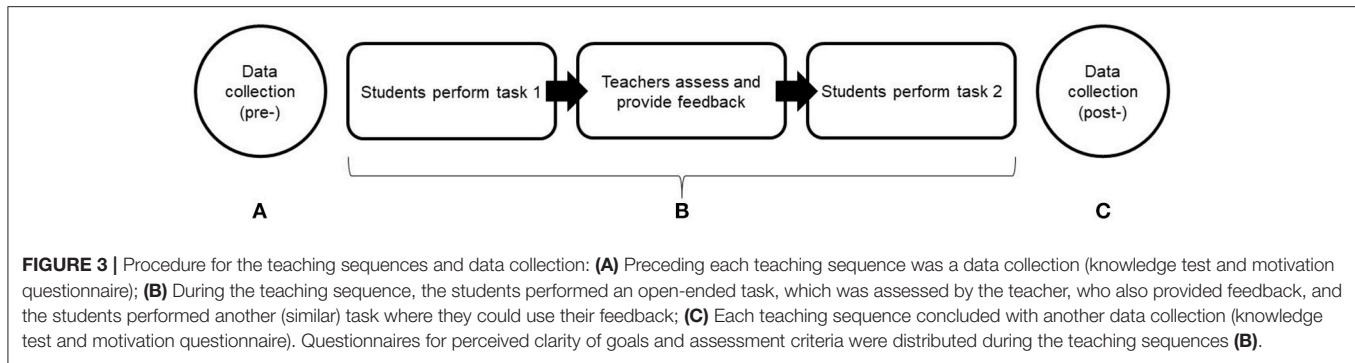 Data
collection
(pre-)
Students perform task 1
Teachers assess and
provide feedback
Students perform task 2
Data
collection
(post-)
A
B
C
FIGURE 3 | Procedure for the teaching sequences and data collection: (A) Preceding each teaching sequence was a data collection (knowledge test and motivation
questionnaire); (B) During the teaching sequence, the students performed an open-ended task, which was assessed by the teacher, who also provided feedback, and
the students performed another (similar) task where they could use their feedback; (C) Each teaching sequence concluded with another data collection (knowledge
test and motivation questionnaire). Questionnaires for perceived clarity of goals and assessment criteria were distributed during the teaching sequences (B).